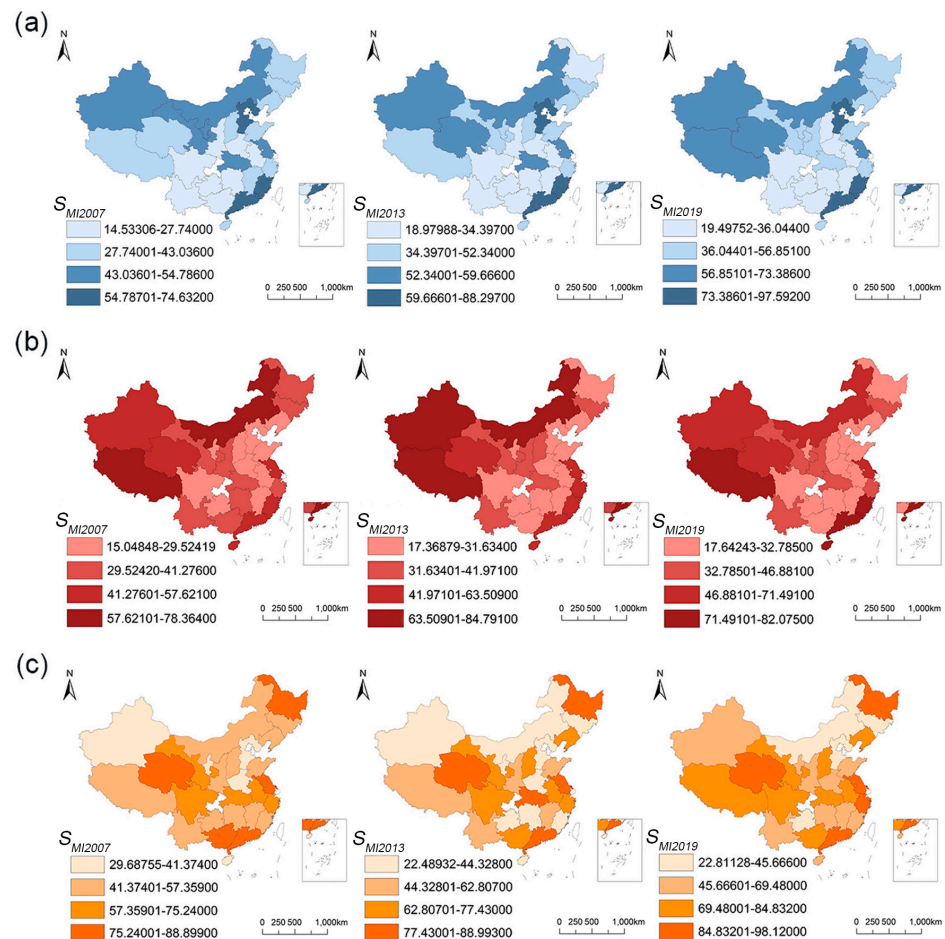 (a)
N
N
N
S MI2007
14.53306-27.74000
27.74001-43.03600
43.03601-54.78600
54.78701-74.63200
0 250 500 1,000km
S MI2013
18.97988-34.39700
34.39701-52.34000
52.34001-59.66600
59.66601-88.29700
0 250 500 1,000km
S MI2019
19.49752-36.04400
36.04401-56.85100
56.85101-73.38600
73.38601-97.59200
0 250 500 1,000km
(b)
N
N
N
S MI2007
15.04848-29.52419
29.52420-41.27600
41.27601-57.62100
57.62101-78.36400
0 250 500 1,000km
S MI2013
17.36879-31.63400
31.63401-41.97100
41.97101-63.50900
63.50901-84.79100
0 250 500 1,000km
S MI2019
17.64243-32.78500
32.78501-46.88100
46.88101-71.49100
71.49101-82.07500
0 250 500 1,000km
(c)
N
N
N
S MI2007
29.68755-41.37400
41.37401-57.35900
57.35901-75.24000
75.24001-88.89900
0 250 500 1,000km
S MI2013
22.48932-44.32800
44.32801-62.80700
62.80701-77.43000
77.43001-88.99300
0 250 500 1,000km
S MI2019
22.81128-45.66600
45.66601-69.48000
69.48001-84.83200
84.83201-98.12000
0 250 500 1,000km